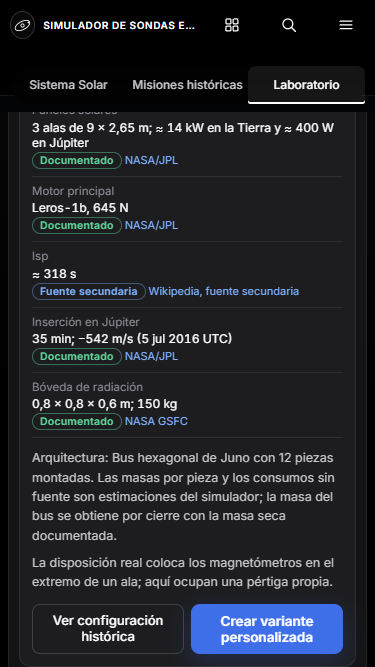 SIMULADOR DE SONDAS E...
Sistema Solar
Misiones históricas
Laboratorio
Paneles solares
3 alas de 9 × 2,65 m; ≈ 14 kW en la Tierra y ≈ 400 W
en Júpiter
Documentado NASA/JPL
Motor principal
Leros-1b, 645 N
Documentado NASA/JPL
Isp
≈ 318 s
Fuente secundaria Wikipedia, fuente secundaria
Inserción en Júpiter
35 min; −542 m/s (5 jul 2016 UTC)
Documentado NASA/JPL
Bóveda de radiación
0,8 × 0,8 × 0,6 m; 150 kg
Documentado NASA GSFC
Arquitectura: Bus hexagonal de Juno con 12 piezas
montadas. Las masas por pieza y los consumos sin
fuente son estimaciones del simulador; la masa del
bus se obtiene por cierre con la masa seca
documentada.
La disposición real coloca los magnetómetros en el
extremo de un ala; aquí ocupan una pértiga propia.
Ver configuración
histórica
Crear variante
personalizada